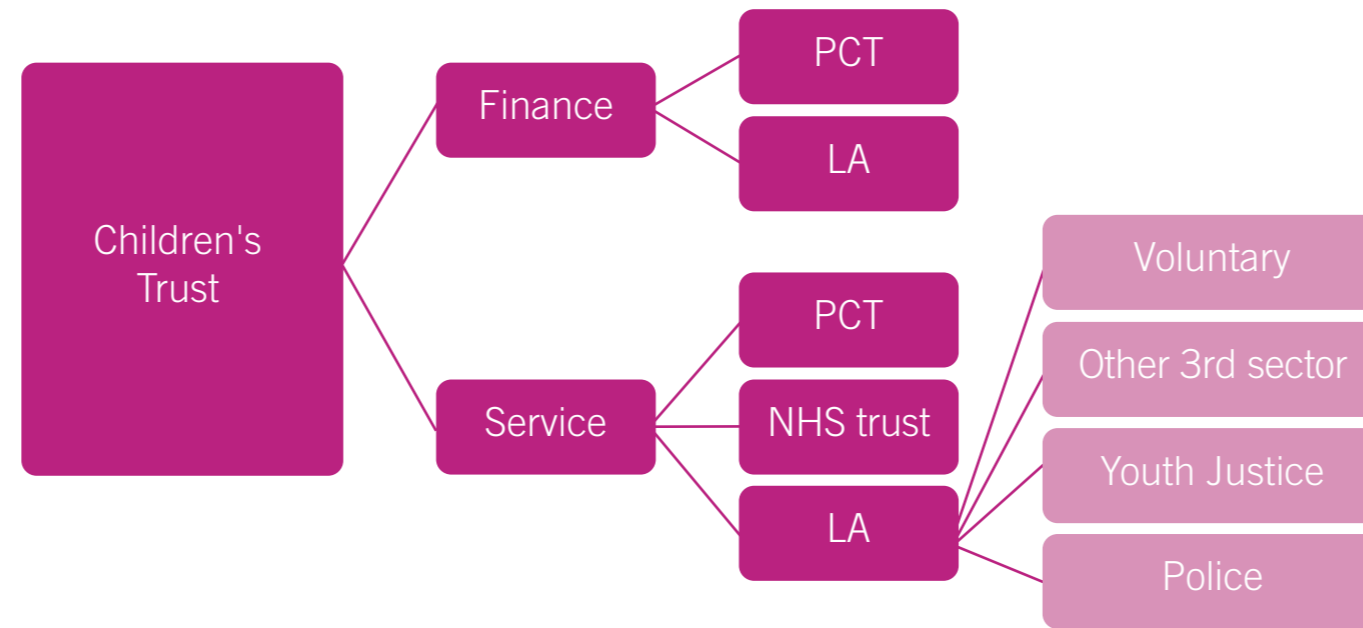 Children's
Trust
Finance
PCT
LA
Service
PCT
NHS trust
LA
Voluntary
Other 3rd sector
Youth Justice
Police